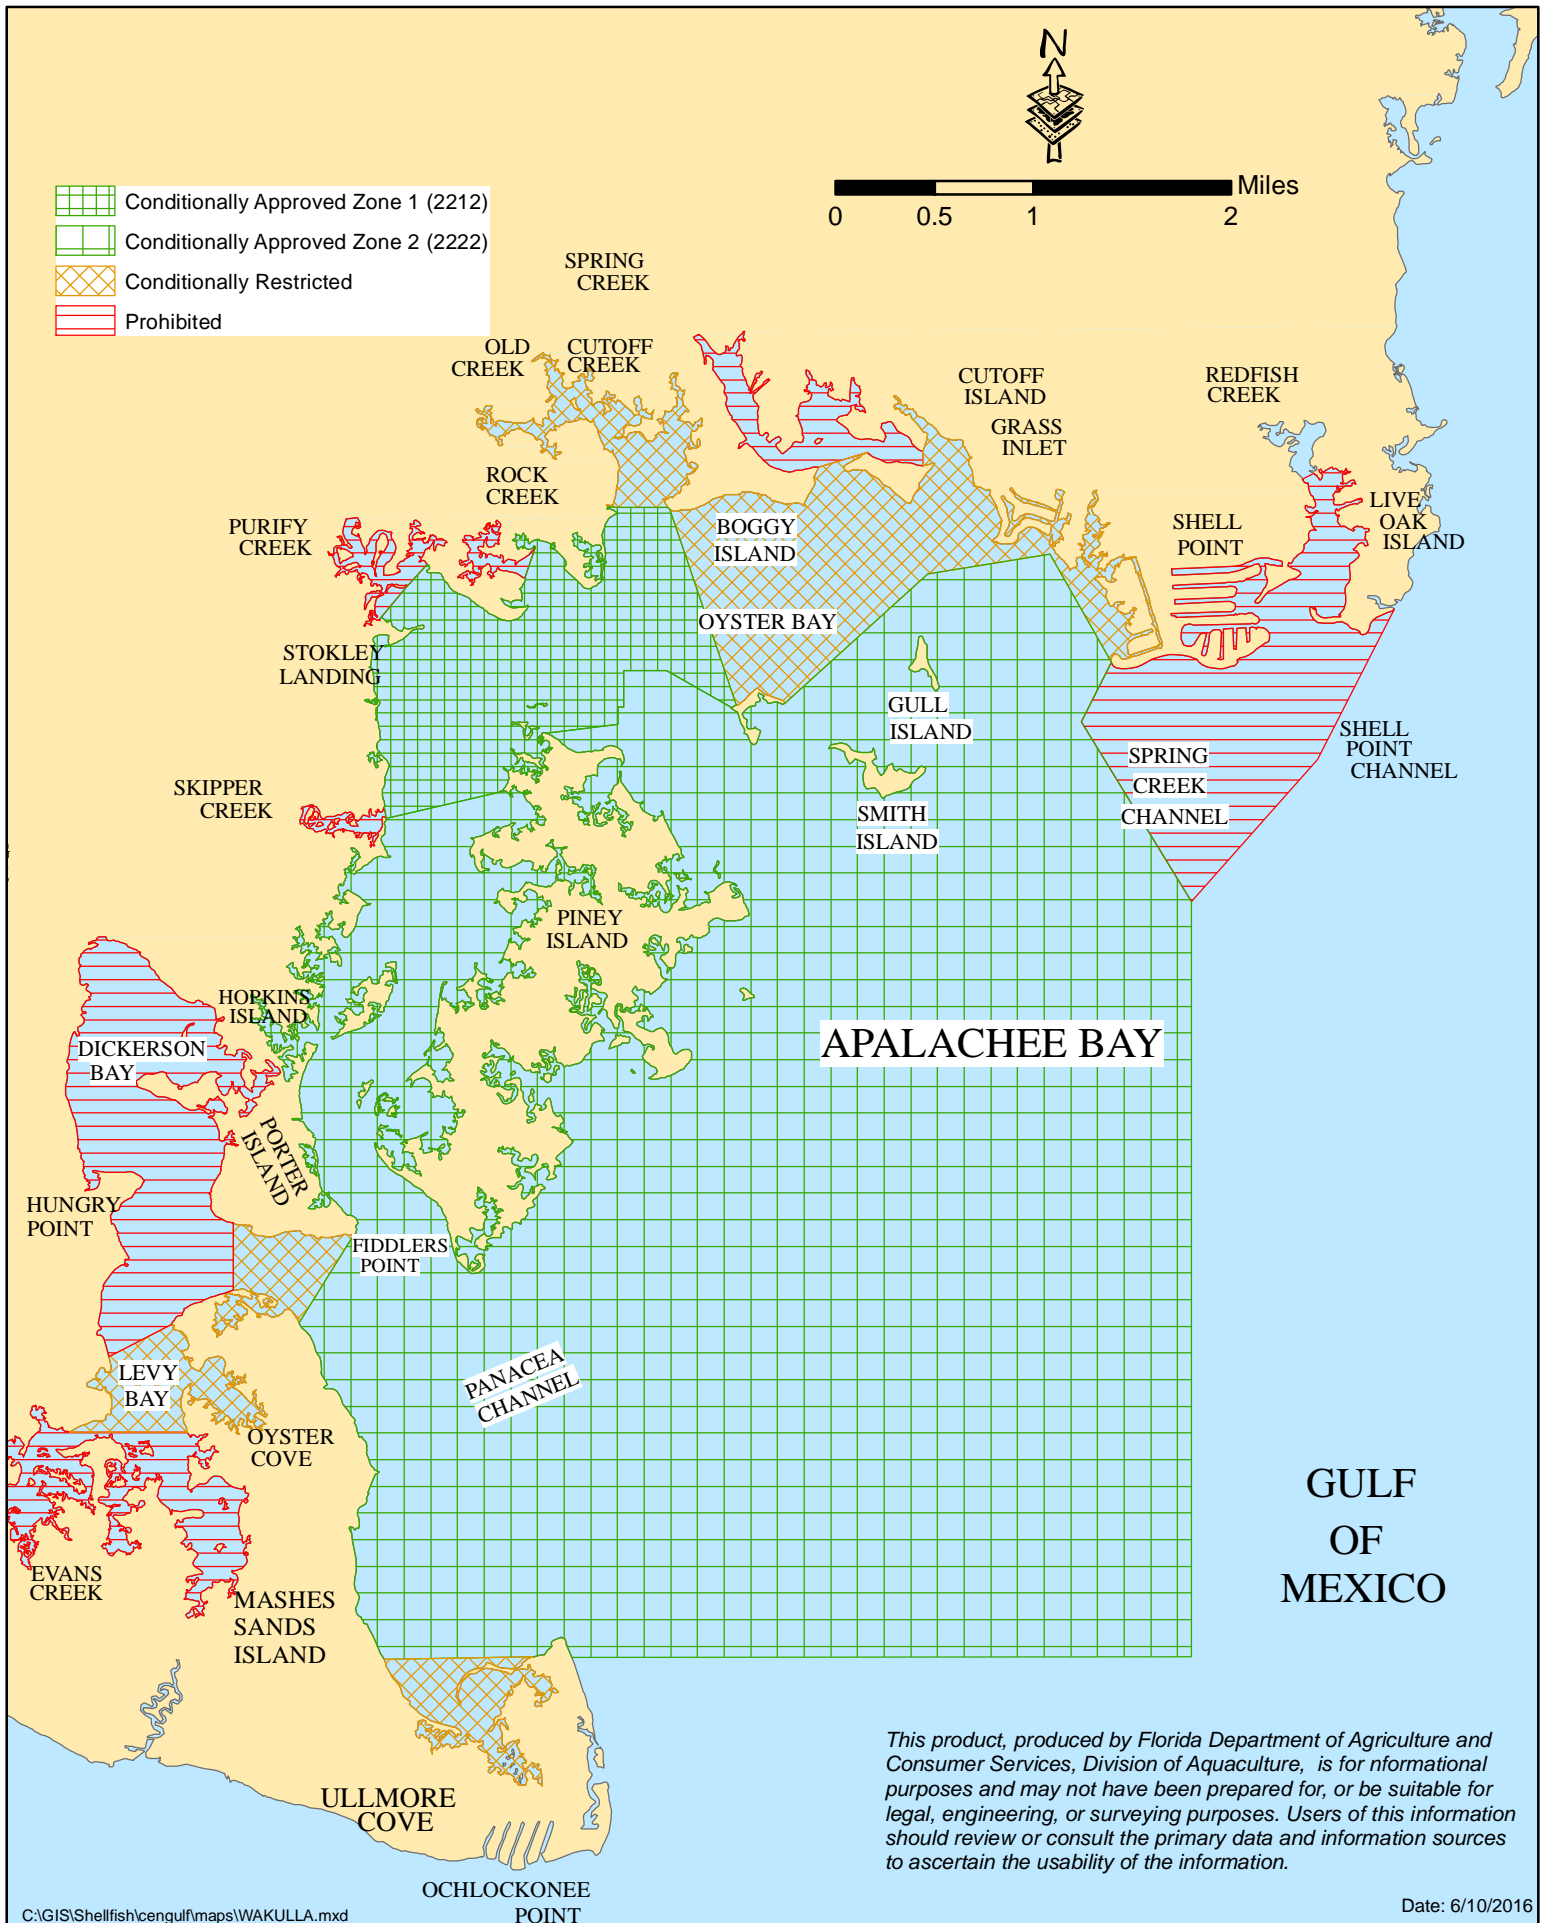 N
Miles
0 0.5 1 2
Conditionally Approved Zone 1 (2212)
Conditionally Approved Zone 2 (2222)
Conditionally Restricted
Prohibited
SPRING
CREEK
OLD
CREEK
CUTOFF
CREEK
CUTOFF
ISLAND
GRASS
INLET
REDFISH
CREEK
ROCK
CREEK
PURIFY
CREEK
BOGGY
ISLAND
SHELL
POINT
LIVE
OAK
ISLAND
OYSTER BAY
STOKLEY
LANDING
GULL
ISLAND
SHELL
POINT
CHANNEL
SPRING
CREEK
CHANNEL
SKIPPER
CREEK
SMITH
ISLAND
PINEY
ISLAND
HOPKINS
ISLAND
DICKERSON
BAY
APALACHEE BAY
PORTER
ISLAND
HUNGRY
POINT
FIDDLERS
POINT
LEVY
BAY
PANACEA
CHANNEL
OYSTER
COVE
GULF
OF
MEXICO
EVANS
CREEK
MASHES
SANDS
ISLAND
ULLMORE
COVE
OCHLOCKONEE
POINT
This product, produced by Florida Department of Agriculture and
Consumer Services, Division of Aquaculture, is for nformational
purposes and may not have been prepared for, or be suitable for
legal, engineering, or surveying purposes. Users of this information
should review or consult the primary data and information sources
to ascertain the usability of the information.
C:\GIS\Shellfish\cengulf\maps\WAKULLA.mxd
Date: 6/10/2016